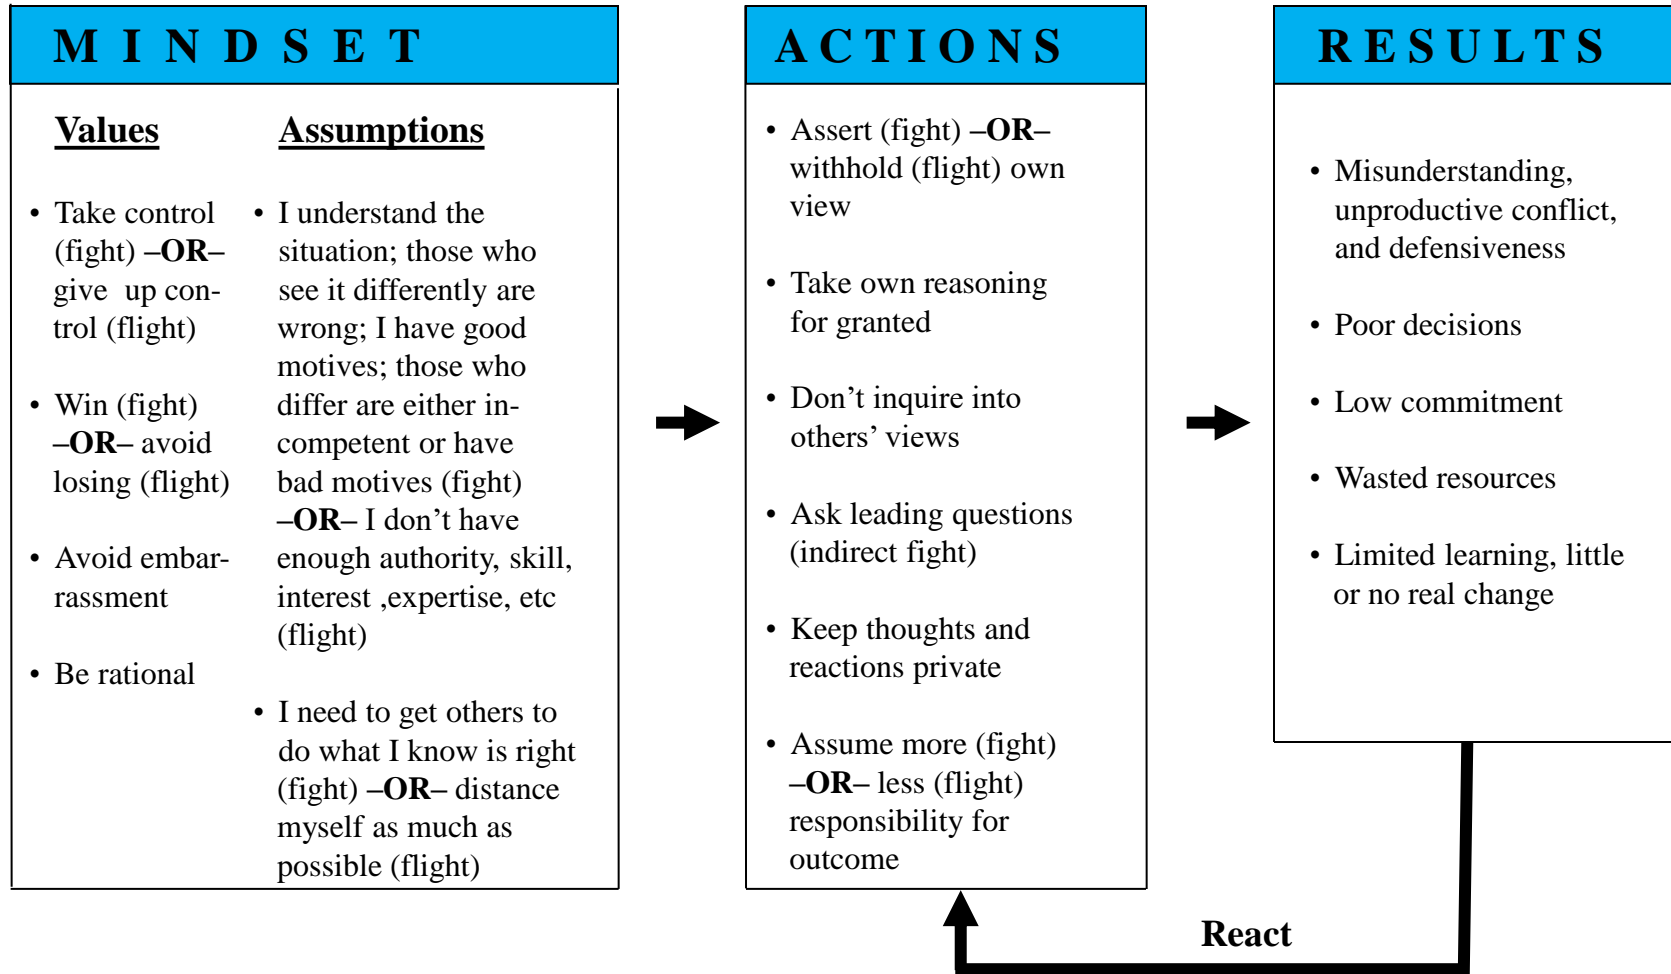 M I N D S E T
Values
• Take control
(fight) –OR–
give up con-
trol (flight)
• Win (fight)
–OR– avoid
losing (flight)
• Avoid embar-
rassment
• Be rational
Assumptions
• I understand the
situation; those who
see it differently are
wrong; I have good
motives; those who
differ are either in-
competent or have
bad motives (fight)
–OR– I don’t have
enough authority, skill,
interest ,expertise, etc
(flight)
• I need to get others to
do what I know is right
(fight) –OR– distance
myself as much as
possible (flight)
A C T I O N S
• Assert (fight) –OR–
withhold (flight) own
view
• Take own reasoning
for granted
• Don’t inquire into
others’ views
• Ask leading questions
(indirect fight)
• Keep thoughts and
reactions private
• Assume more (fight)
–OR– less (flight)
responsibility for
outcome
R E S U L T S
• Misunderstanding,
unproductive conflict,
and defensiveness
• Poor decisions
• Low commitment
• Wasted resources
• Limited learning, little
or no real change
React